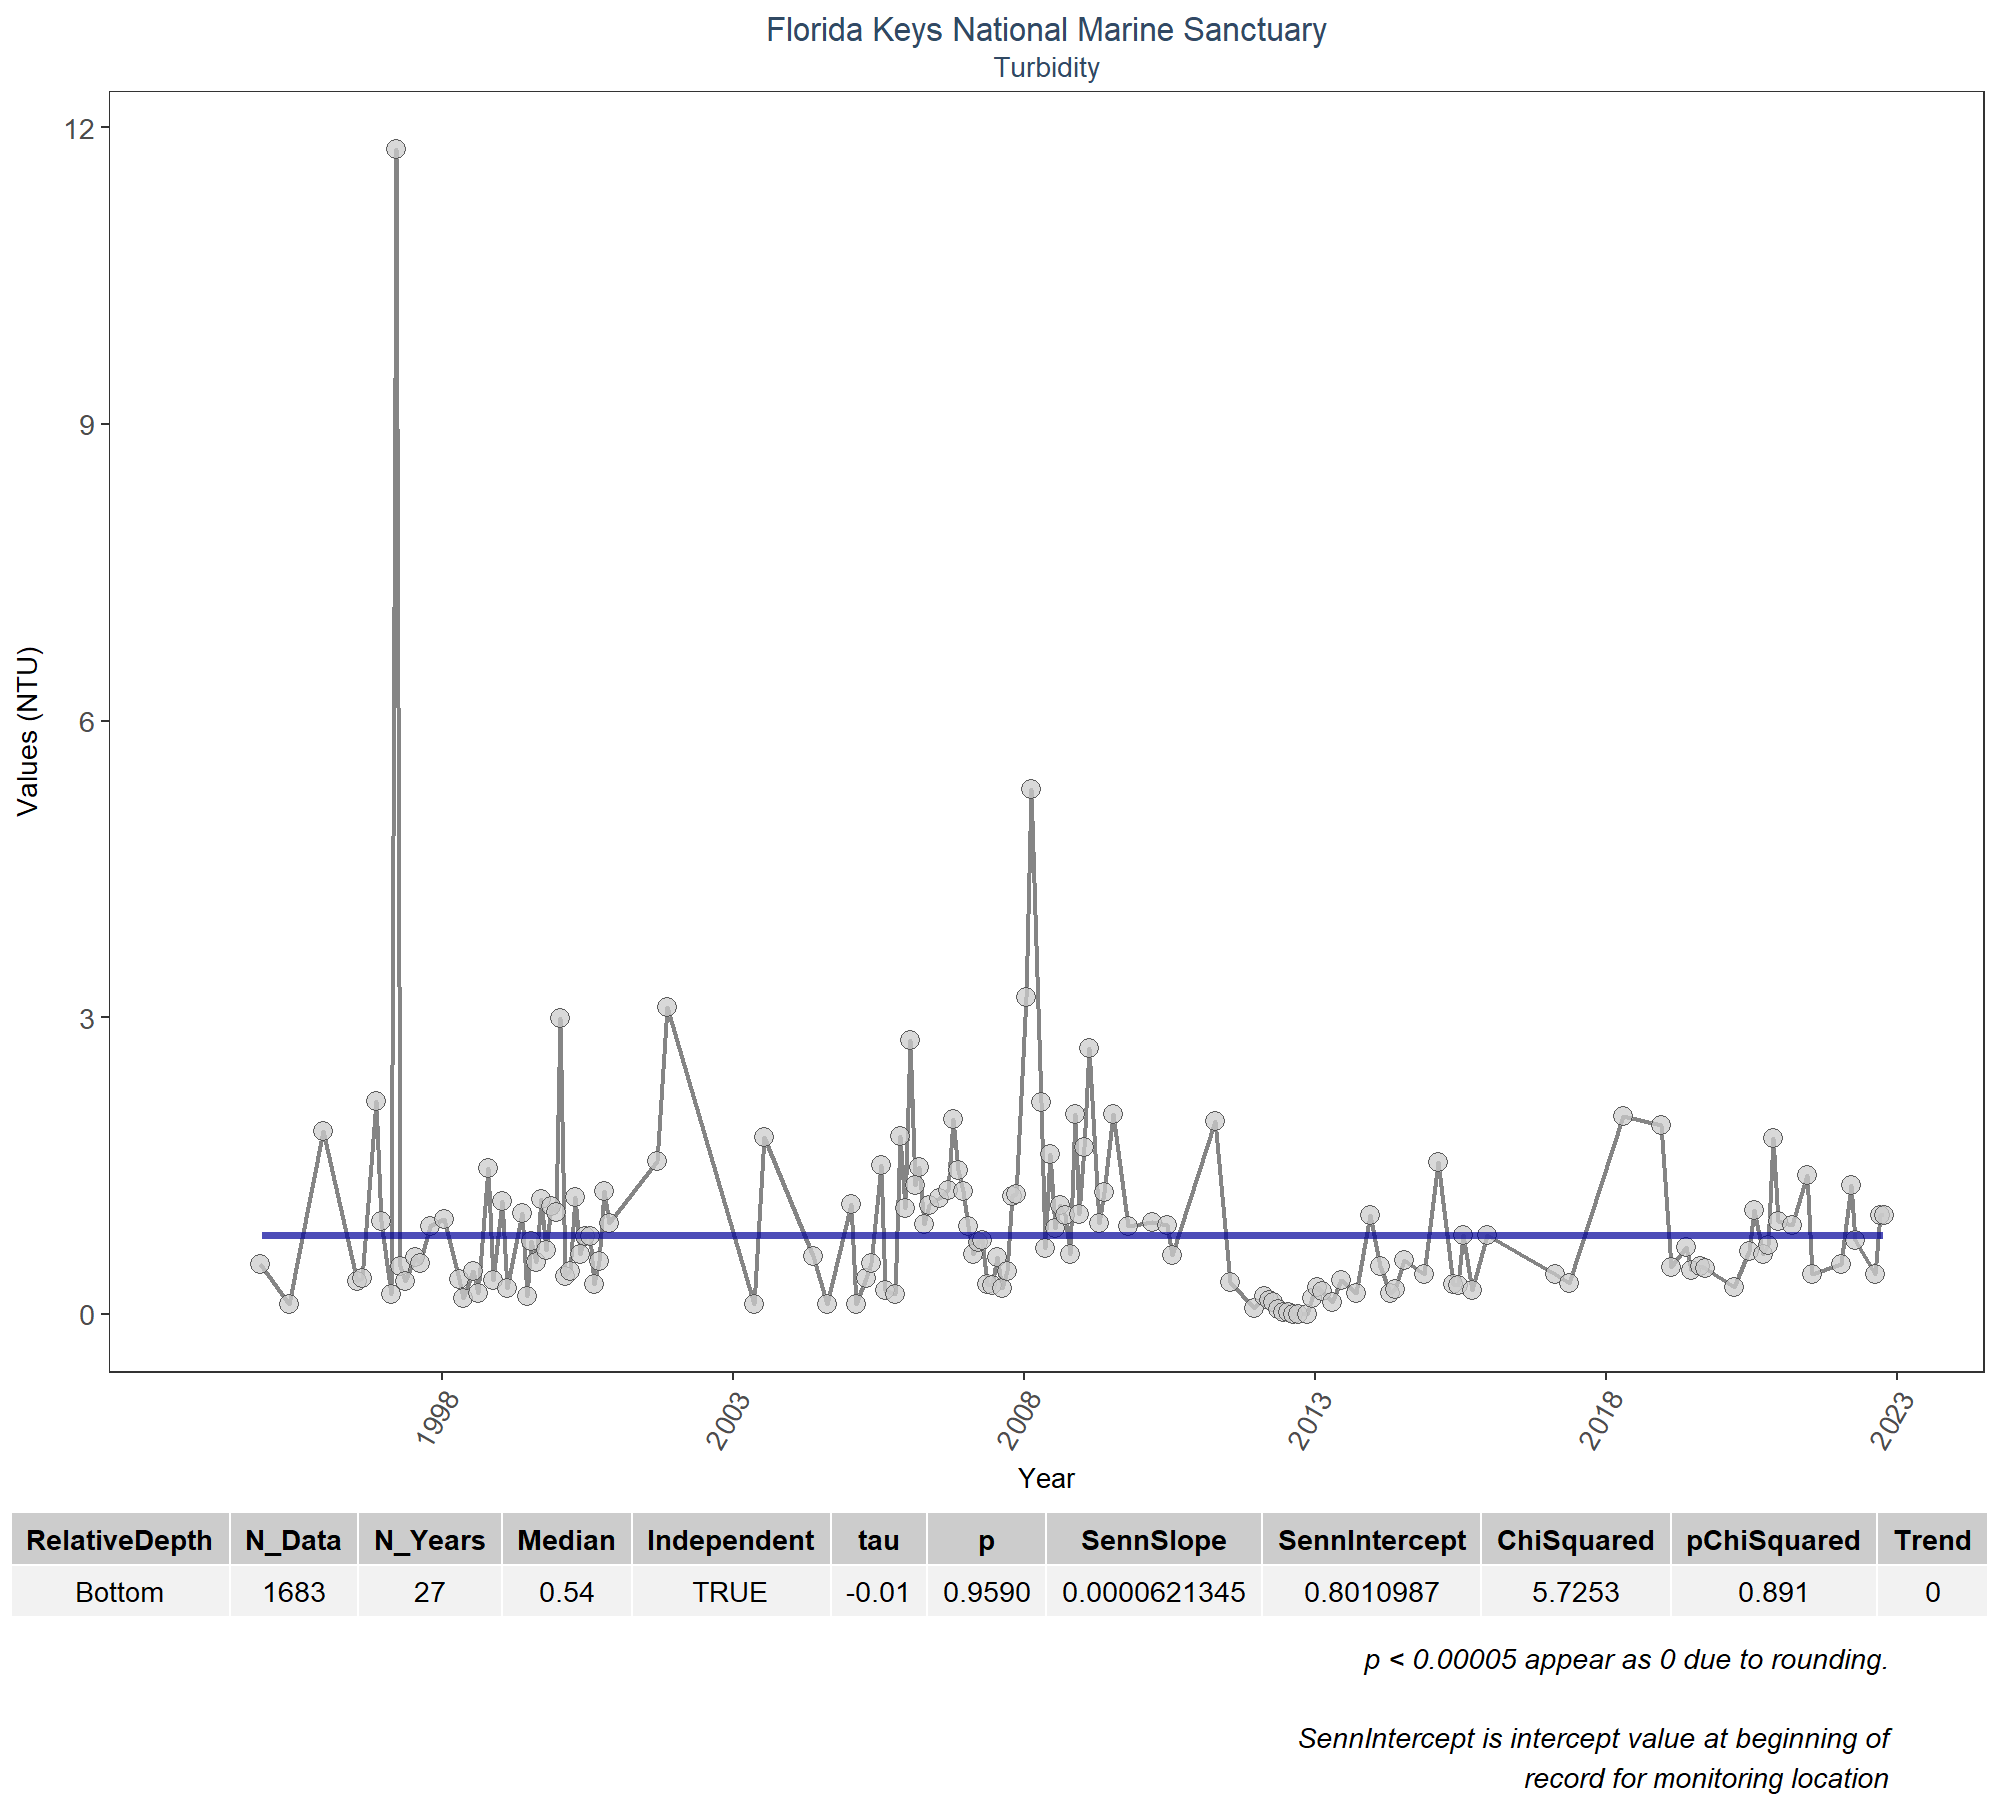 Florida Keys National Marine Sanctuary
Turbidity
12
9
6
3
0
Values (NTU)
1998
2003
2008
2013
2018
2023
Year
RelativeDepth N_Data N_Years Median Independent tau p SennSlope SennIntercept ChiSquared pChiSquared Trend
Bottom 1683 27 0.54 TRUE -0.01 0.9590 0.0000621345 0.8010987 5.7253 0.891 0
p < 0.00005 appear as 0 due to rounding.
SennIntercept is intercept value at beginning of
record for monitoring location